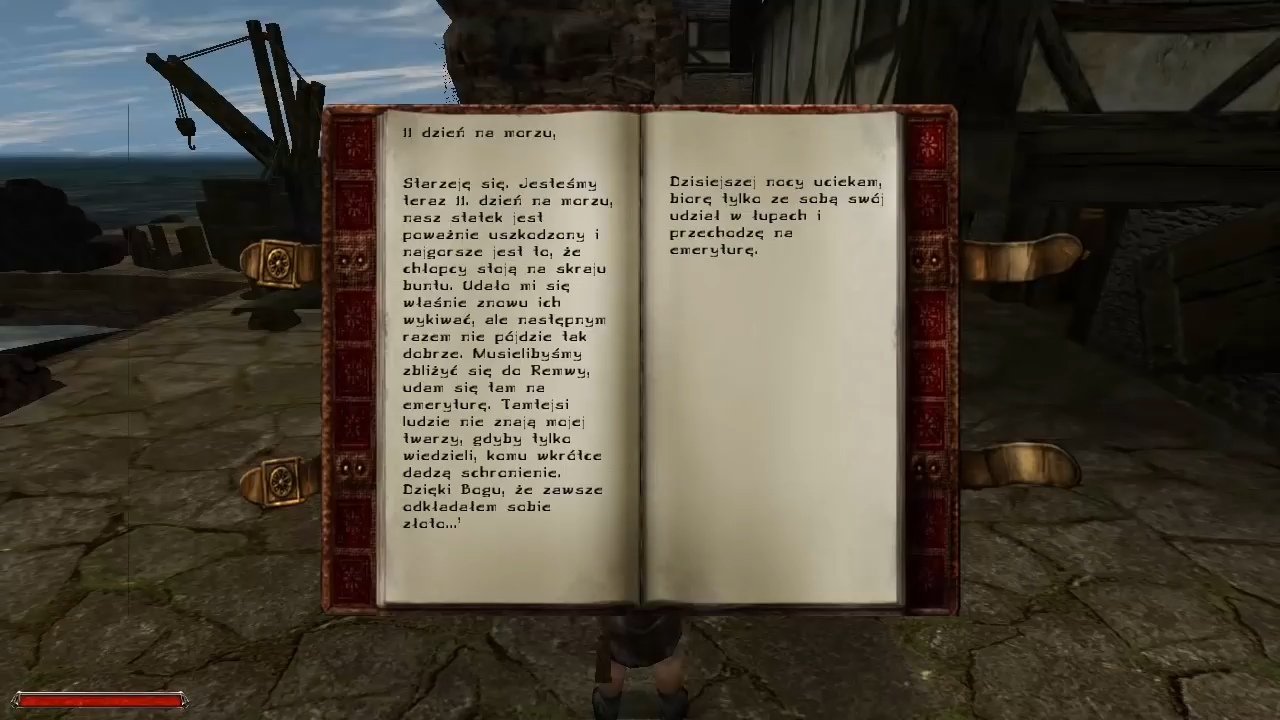 11 dzień na morzu,
Starzeję się. Jesteśmy
teraz 11. dzień na morzu,
nasz statek jest
poważnie uszkodzony i
najgorsze jest to, że
chłopcy stoją na skraju
buntu. Udało mi się
właśnie znowu ich
wykiwać, ale następnym
razem nie pójdzie tak
dobrze. Musielibyśmy
zbliżyć się do Remwy,
udam się tam na
emeryturę. Tamtejsi
ludzie nie znają mojej
twarzy, gdyby tylko
wiedzieli, komu wkrótce
dadzą schronienie.
Dzięki Bogu, że zawsze
odkładałem sobie
złoto...'
Dzisiejszej nocy uciekam,
biorę tylko ze sobą swój
udział w łupach i
przechodzę na
emeryturę.